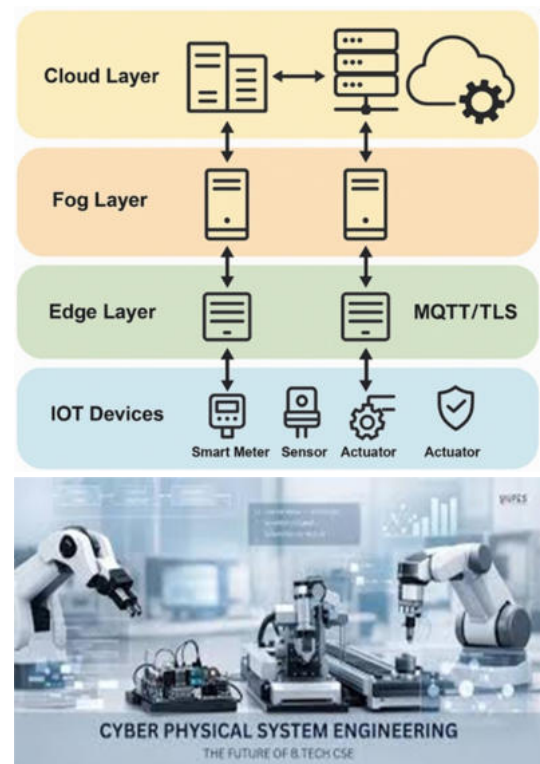 Cloud Layer
Fog Layer
Edge Layer
MQTT/TLS
IOT Devices
Smart Meter
Sensor
Actuator
Actuator
CYBER PHYSICAL SYSTEM ENGINEERING
THE FUTURE OF B.TECH CSE